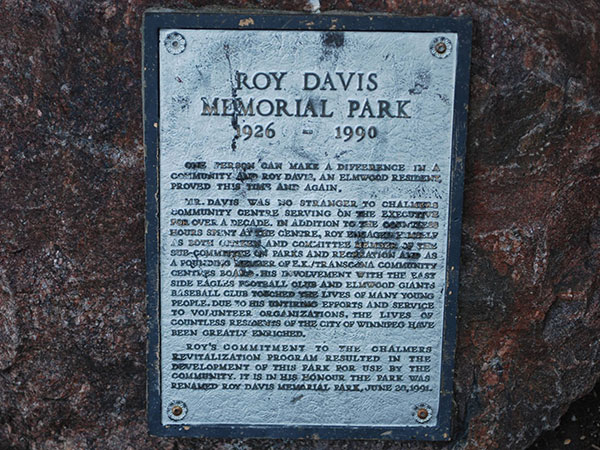 ROY DAVIS
MEMORIAL PARK
1926 - 1990
ONE PERSON CAN MAKE A DIFFERENCE IN A
COMMUNITY AND ROY DAVIS, AN ELMWOOD RESIDENT
PROVED THIS TIME AND AGAIN.
MR. DAVIS WAS NO STRANGER TO CHALMERS
COMMUNITY CENTRE SERVING ON THE EXECUTIVE
FOR OVER A DECADE. IN ADDITION TO THE COUNTLESS
HOURS SPENT AT THE CENTRE, ROY ENGAGED HIMSELF
AS BOTH CITIZEN AND COMMITTEE MEMBER OF THE
SUB-COMMITTEE ON PARKS AND RECREATION AND AS
A FOUNDING MEMBER OF E.K./TRANSCONA COMMUNITY
CENTRES BOARD. HIS INVOLVEMENT WITH THE EAST
SIDE EAGLES FOOTBALL CLUB AND ELMWOOD GIANTS
BASEBALL CLUB TOUCHED THE LIVES OF MANY YOUNG
PEOPLE. DUE TO HIS UNTIRING EFFORTS AND SERVICE
TO VOLUNTEER ORGANIZATIONS, THE LIVES OF
COUNTLESS RESIDENTS OF THE CITY OF WINNIPEG HAVE
BEEN GREATLY ENRICHED.
ROY'S COMMITMENT TO THE CHALMERS
REVITALIZATION PROGRAM RESULTED IN THE
DEVELOPMENT OF THIS PARK FOR USE BY THE
COMMUNITY. IT IS IN HIS HONOUR THE PARK WAS
RENAMED ROY DAVIS MEMORIAL PARK, JUNE 20, 1991.